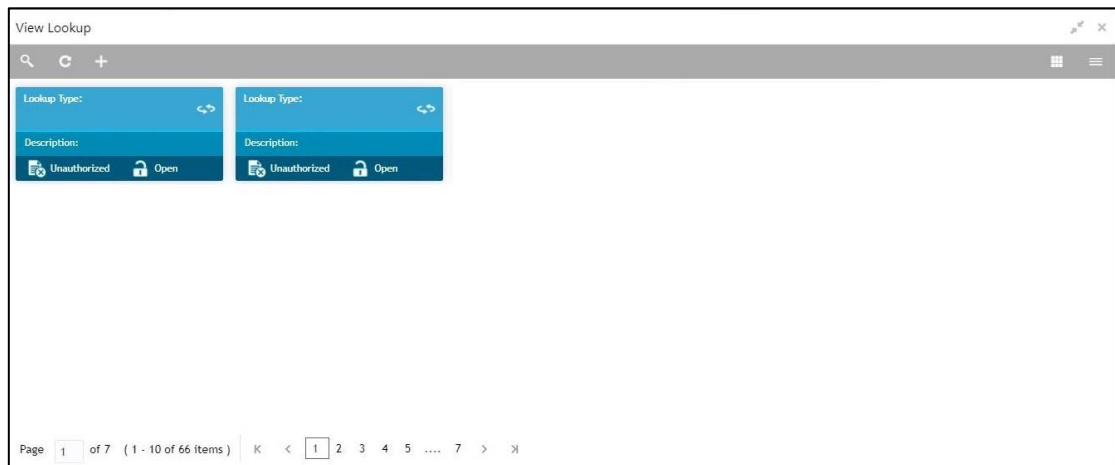 View Lookup
Lookup Type:
Description:
Unauthorized Open
Lookup Type:
Description:
Unauthorized Open
Page 1 of 7 ( 1 - 10 of 66 items ) 1 2 3 4 5 .... 7